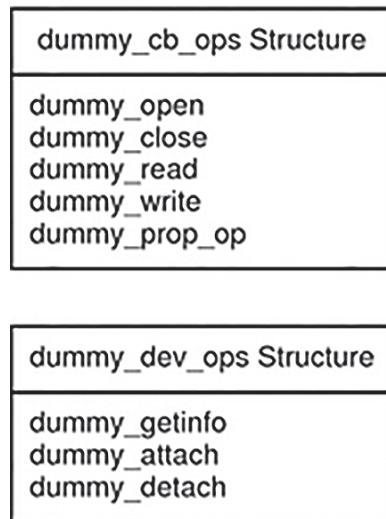 dummy_cb_ops Structure
dummy_open
dummy_close
dummy_read
dummy_write
dummy_prop_op
dummy_dev_ops Structure
dummy_getinfo
dummy_attach
dummy_detach